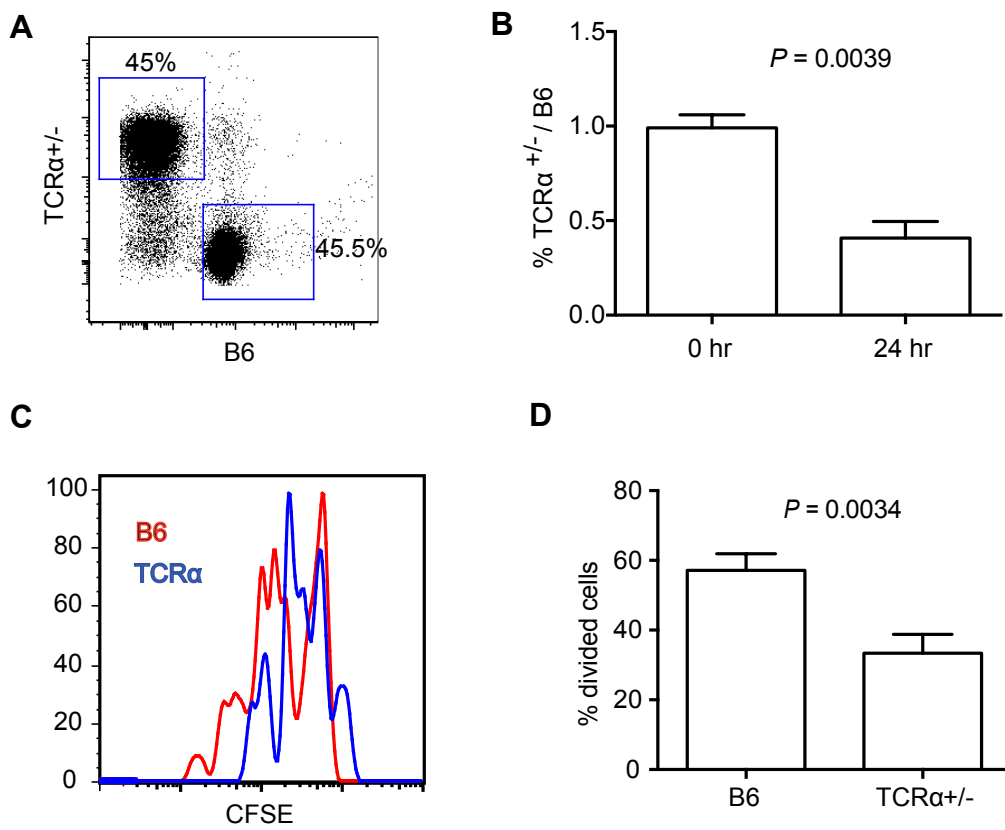 A
45%
TCRα+/-
45.5%
B6
B
P = 0.0039
% TCRα +/- / B6
1.5
1.0
0.5
0.0
0 hr
24 hr
C
100
80
60
40
20
0
B6
TCRα
CFSE
D
P = 0.0034
% divided cells
80
60
40
20
0
B6
TCRα+/-